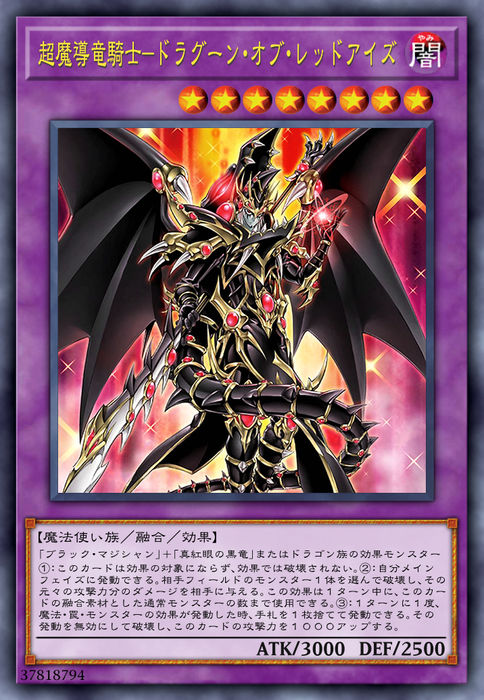 超魔導竜騎士－ドラグーン・オブ・レッドアイズ
やみ
闇
【魔法使い族／融合／効果】
「ブラック・マジシャン」＋「真紅眼の黒竜」またはドラゴン族の効果モンスター
①：このカードは効果の対象にならず、効果では破壊されない。②：自分メイン
フェイズに発動できる。相手フィールドのモンスター１体を選んで破壊し、その
元々の攻撃力分のダメージを相手に与える。この効果は１ターン中に、このカー
ドの融合素材とした通常モンスターの数まで使用できる。③：１ターンに１度、
魔法・罠・モンスターの効果が発動した時、手札を１枚捨てて発動できる。その
発動を無効にして破壊し、このカードの攻撃力を１０００アップする。
ATK/3000 DEF/2500
37818794